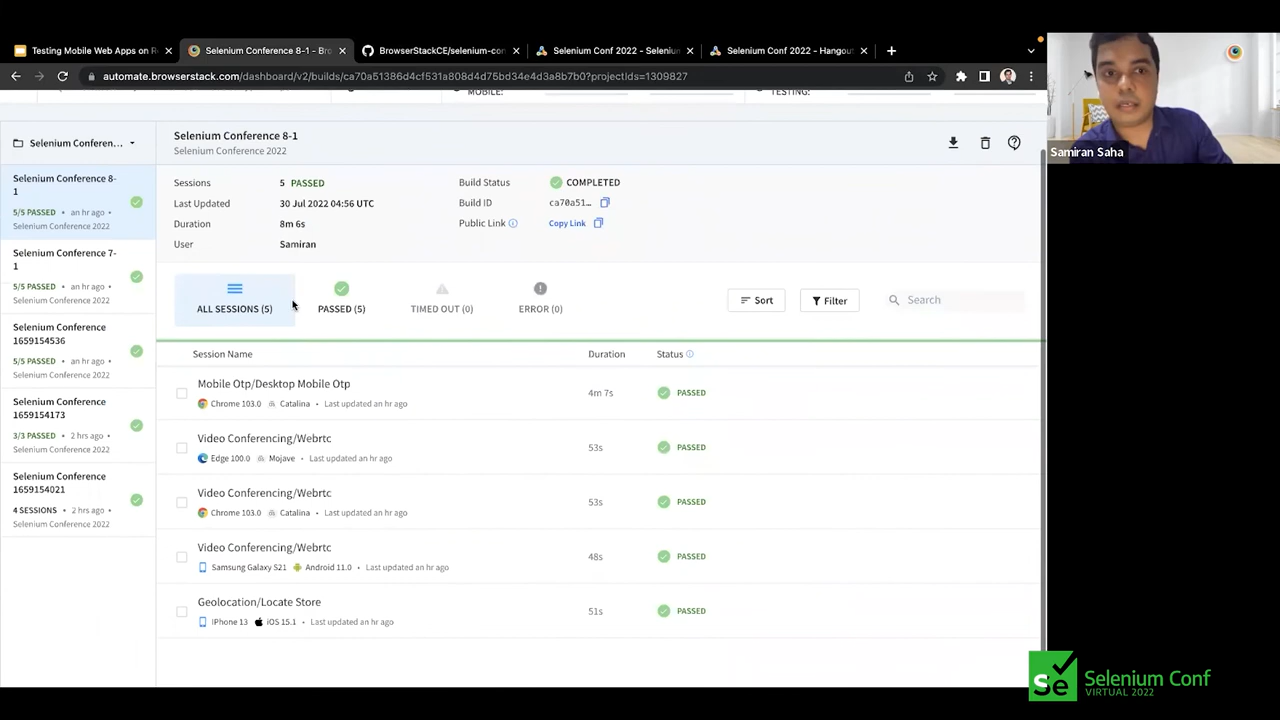 Testing Mobile Web Apps on R
Selenium Conference 8-1 - Bro
BrowserStackCE/selenium-con
Selenium Conf 2022 - Seleniu
Selenium Conf 2022 - Hangout
automate.browserstack.com/dashboard/v2/builds/ca70a51386d4cf531a808d4d75bd34e4d3a8b7b0?projectIds=1309827
MOBILE:
TESTING:
Samiran Saha
Selenium Conferen...
Selenium Conference 8-1
Selenium Conference 2022
Sessions 5 PASSED
Last Updated 30 Jul 2022 04:56 UTC
Duration 8m 6s
User Samiran
Build Status COMPLETED
Build ID ca70a51...
Public Link Copy Link
Selenium Conference 8-
1
5/5 PASSED • an hr ago •
Selenium Conference 2022
Selenium Conference 7-
1
5/5 PASSED • an hr ago •
Selenium Conference 2022
Selenium Conference
1659154536
5/5 PASSED • an hr ago •
Selenium Conference 2022
Selenium Conference
1659154173
3/3 PASSED • 2 hrs ago •
Selenium Conference 2022
Selenium Conference
1659154021
4 SESSIONS • 2 hrs ago •
Selenium Conference 2022
ALL SESSIONS (5)
PASSED (5)
TIMED OUT (0)
ERROR (0)
Sort
Filter
Search
Session Name Duration Status
Mobile Otp/Desktop Mobile Otp
Chrome 103.0 Catalina • Last updated an hr ago
4m 7s PASSED
Video Conferencing/Webrtc
Edge 100.0 Mojave • Last updated an hr ago
53s PASSED
Video Conferencing/Webrtc
Chrome 103.0 Catalina • Last updated an hr ago
53s PASSED
Video Conferencing/Webrtc
Samsung Galaxy S21 Android 11.0 • Last updated an hr ago
48s PASSED
Geolocation/Locate Store
IPhone 13 iOS 15.1 • Last updated an hr ago
51s PASSED
Se
Selenium Conf
VIRTUAL 2022